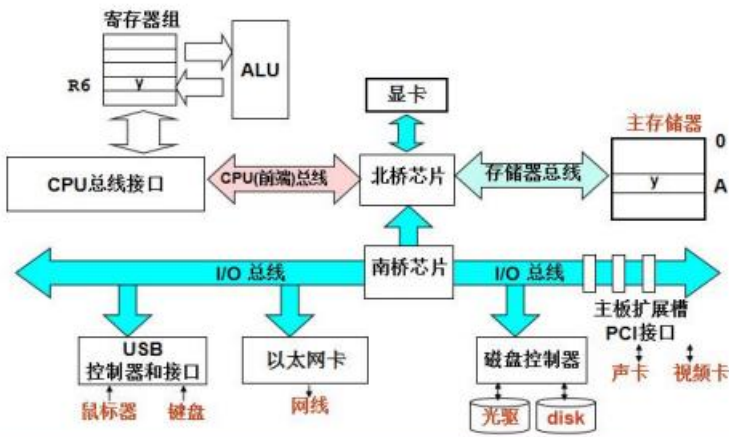 寄存器组
R6
y
ALU
显卡
主存储器
0
CPU总线接口
CPU(前端)总线
北桥芯片
存储器总线
y
A
I/O 总线
南桥芯片
I/O 总线
主板扩展槽
PCI接口
USB
控制器和接口
以太网卡
磁盘控制器
声卡
视频卡
鼠标器
键盘
网线
光驱
disk